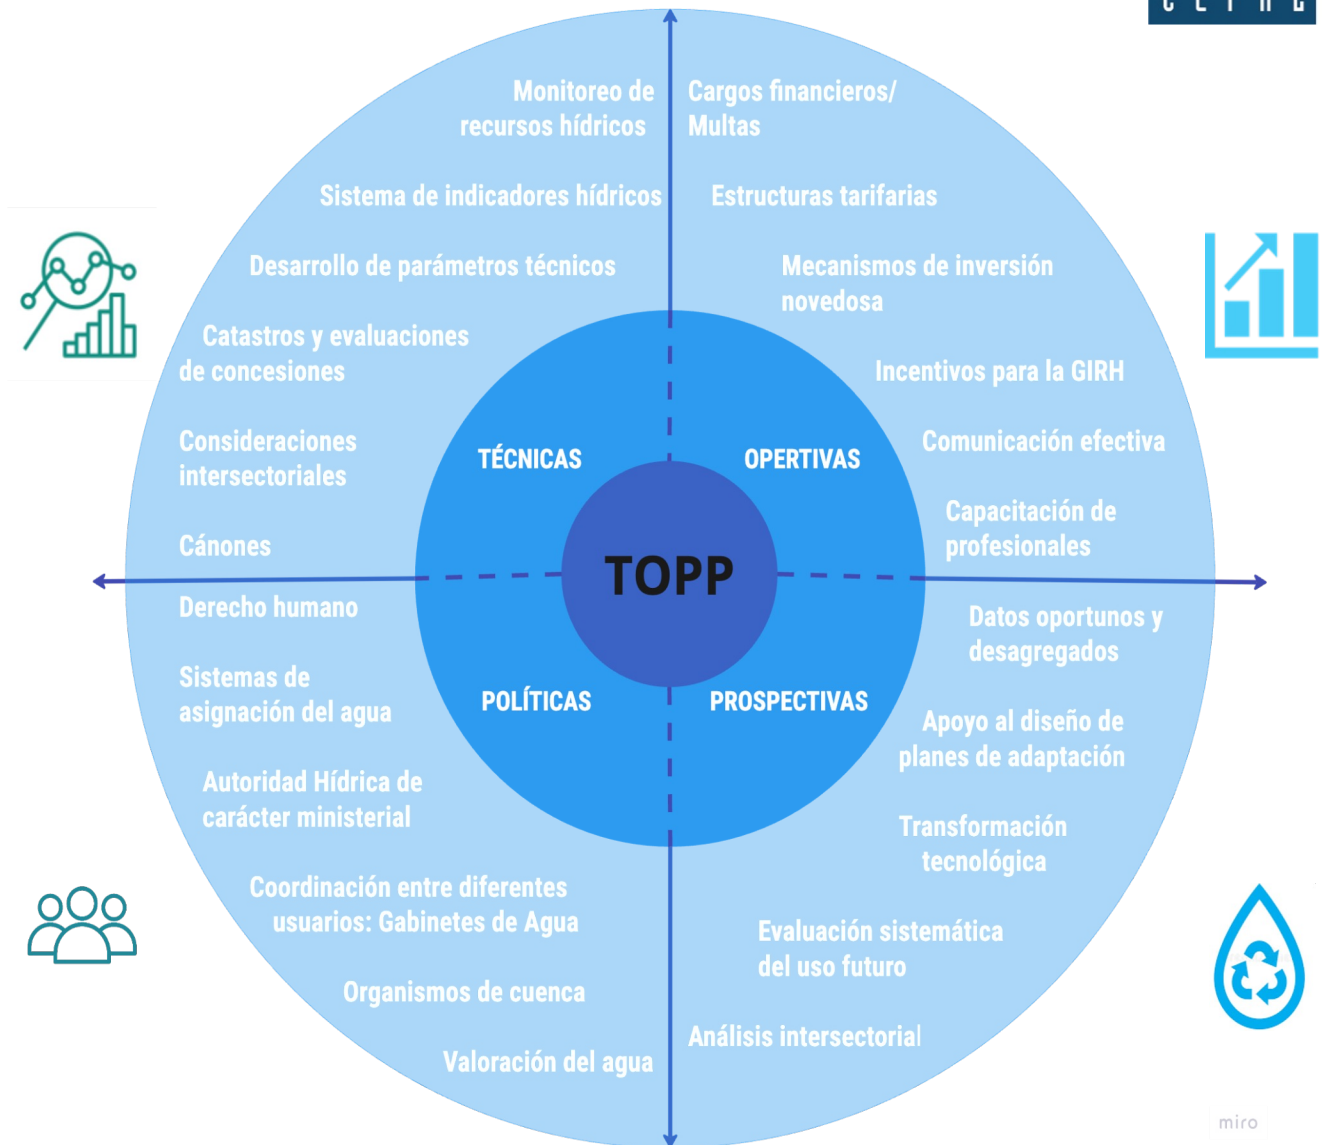 Monitoreo de
recursos hídricos
Sistema de indicadores hídricos
Desarrollo de parámetros técnicos
Catastros y evaluaciones
de concesiones
Consideraciones
intersectoriales
Cánones
Cargos financieros/
Multas
Estructuras tarifarias
Mecanismos de inversión
novedosa
Incentivos para la GIRH
Comunicación efectiva
Capacitación de
profesionales
TÉCNICAS
OPERTIVAS
TOPP
POLÍTICAS
PROSPECTIVAS
Derecho humano
Sistemas de
asignación del agua
Autoridad Hídrica de
carácter ministerial
Coordinación entre diferentes
usuarios: Gabinetes de Agua
Organismos de cuenca
Valoración del agua
Datos oportunos y
desagregados
Apoyo al diseño de
planes de adaptación
Transformación
tecnológica
Evaluación sistemática
del uso futuro
Análisis intersectorial
miro